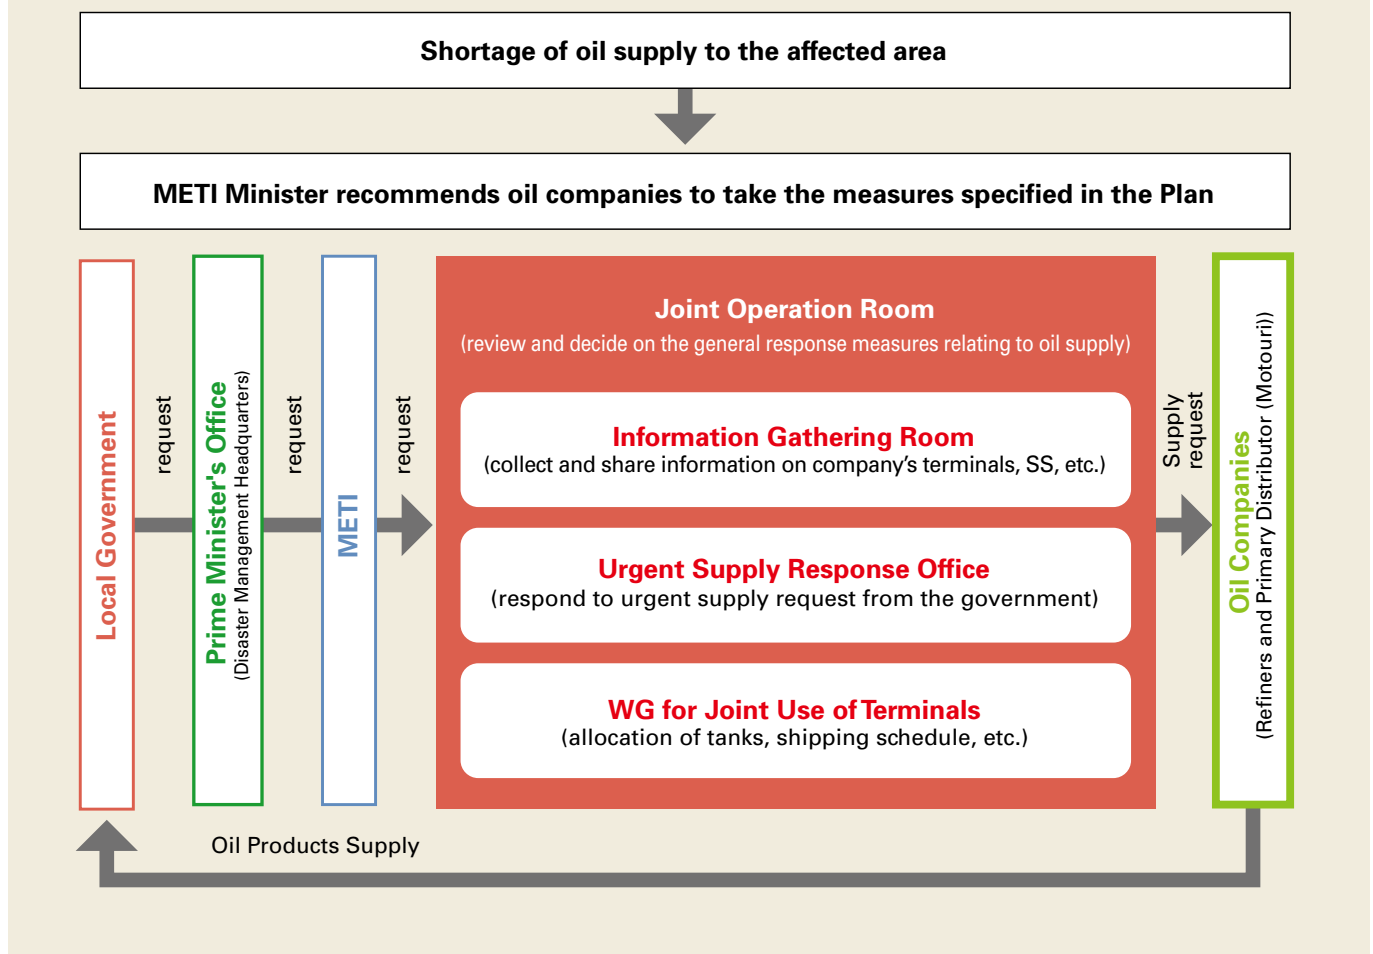 Shortage of oil supply to the affected area
METI Minister recommends oil companies to take the measures specified in the Plan
Local Government
request
Prime Minister's Office
(Disaster Management Headquarters)
request
METI
request
Joint Operation Room
(review and decide on the general response measures relating to oil supply)
Information Gathering Room
(collect and share information on company's terminals, SS, etc.)
Urgent Supply Response Office
(respond to urgent supply request from the government)
WG for Joint Use of Terminals
(allocation of tanks, shipping schedule, etc.)
Supply
request
Oil Companies
(Refiners and Primary Distributor (Motouri))
Oil Products Supply